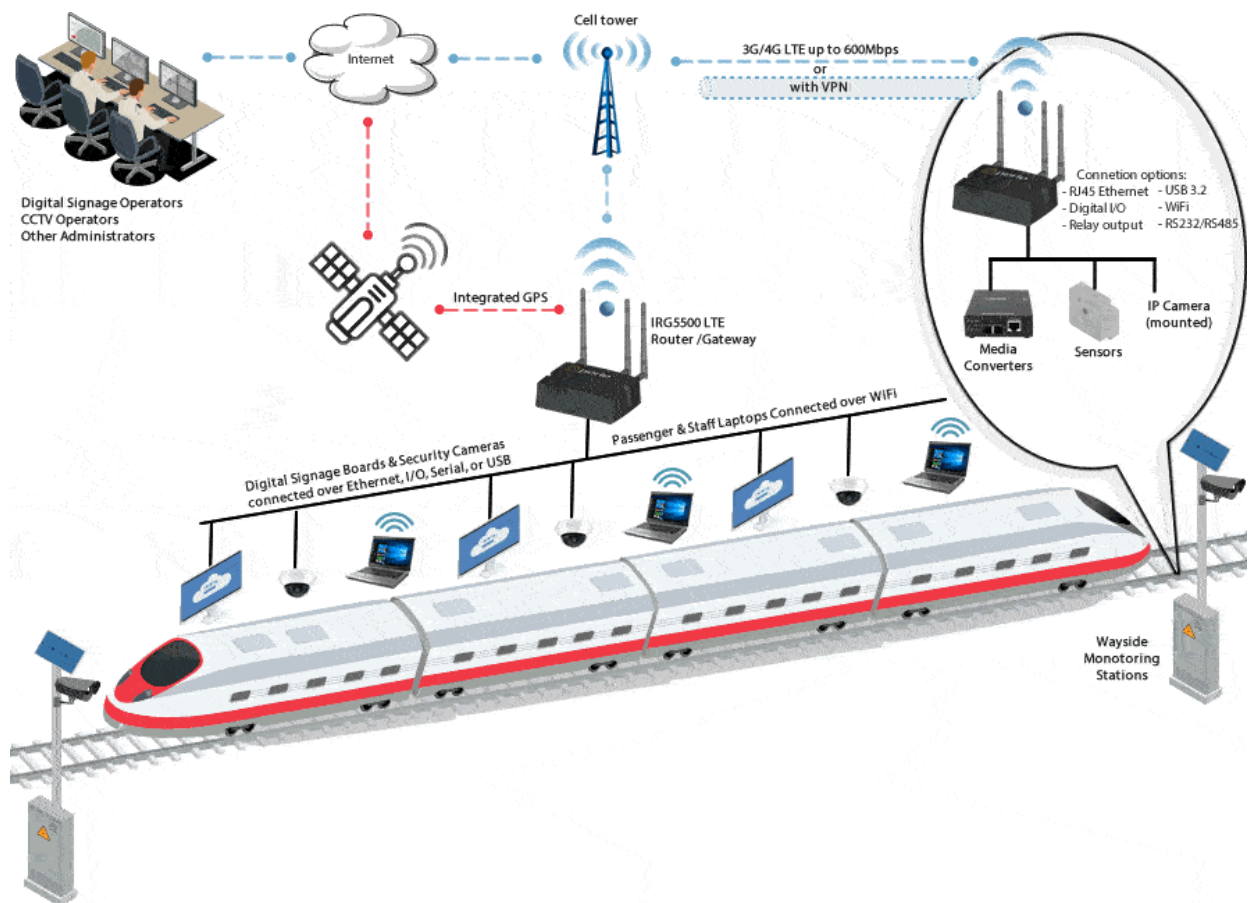 Cell tower
Internet
3G/4G LTE up to 600Mbps
or
with VPN
Connetion options:
- RJ45 Ethernet - USB 3.2
- Digital I/O - WiFi
- Relay output - RS232/RS485
Digital Signage Operators
CCTV Operators
Other Administrators
Integrated GPS
IRG5500 LTE
Router /Gateway
IP Camera
(mounted)
Media
Converters
Sensors
Passenger & Staff Laptops Connected over WiFi
Digital Signage Boards & Security Cameras
connected over Ethernet, I/O, Serial, or USB
Wayside
Monotoring
Stations